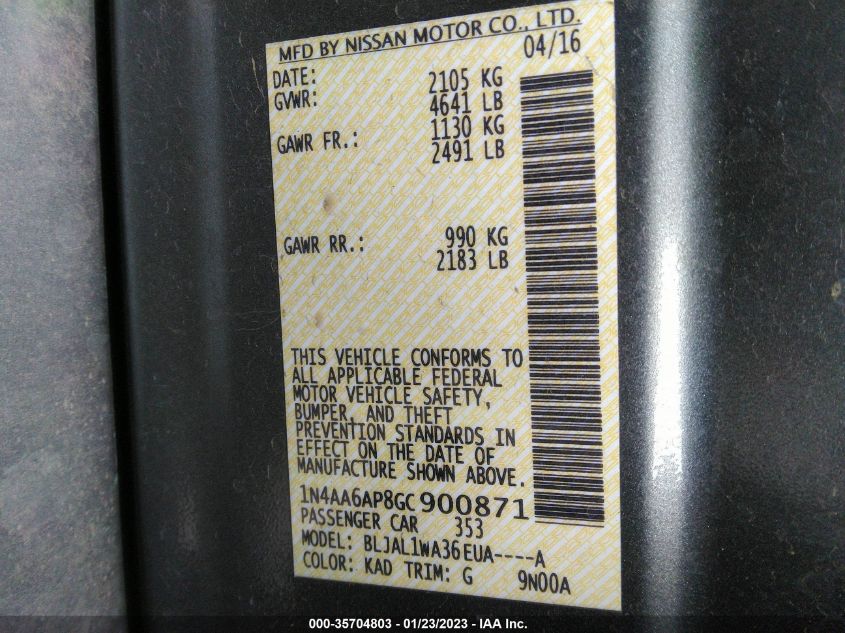 MFD BY NISSAN MOTOR CO., LTD.
DATE: 04/16
GVWR: 2105 KG
4641 LB
GAWR FR.: 1130 KG
2491 LB
GAWR RR.: 990 KG
2183 LB
THIS VEHICLE CONFORMS TO
ALL APPLICABLE FEDERAL
MOTOR VEHICLE SAFETY,
BUMPER, AND THEFT
PREVENTION STANDARDS IN
EFFECT ON THE DATE OF
MANUFACTURE SHOWN ABOVE.
1N4AA6AP8GC900871
PASSENGER CAR 353
MODEL: BLJAL1WA36EUA----A
COLOR: KAD TRIM: G 9N00A
000-35704803 - 01/23/2023 - IAA Inc.